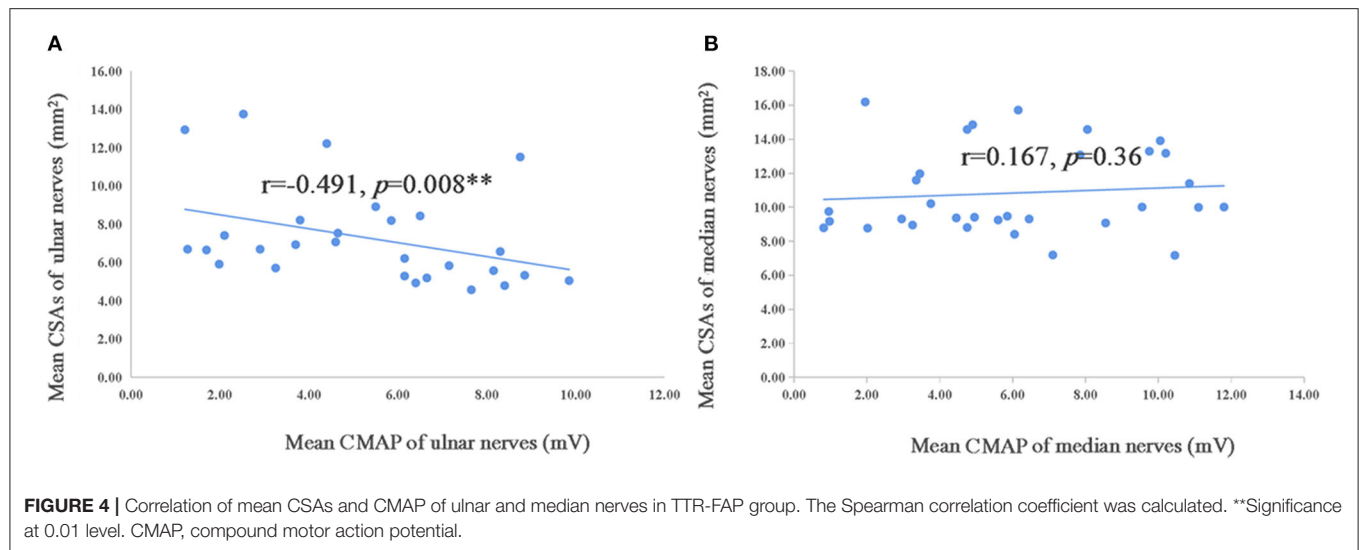 A
16.00
14.00
12.00
10.00
8.00
6.00
4.00
2.00
0.00
0.00 2.00 4.00 6.00 8.00 10.00 12.00
Mean CSAs of ulnar nerves (mm²)
Mean CMAP of ulnar nerves (mV)
r=-0.491, p=0.008**
B
18.00
16.00
14.00
12.00
10.00
8.00
6.00
4.00
2.00
0.00
0.00 2.00 4.00 6.00 8.00 10.00 12.00 14.00
Mean CSAs of median nerves (mm²)
Mean CMAP of median nerves (mV)
r=0.167, p=0.36
FIGURE 4 | Correlation of mean CSAs and CMAP of ulnar and median nerves in TTR-FAP group. The Spearman correlation coefficient was calculated. **Significance
at 0.01 level. CMAP, compound motor action potential.